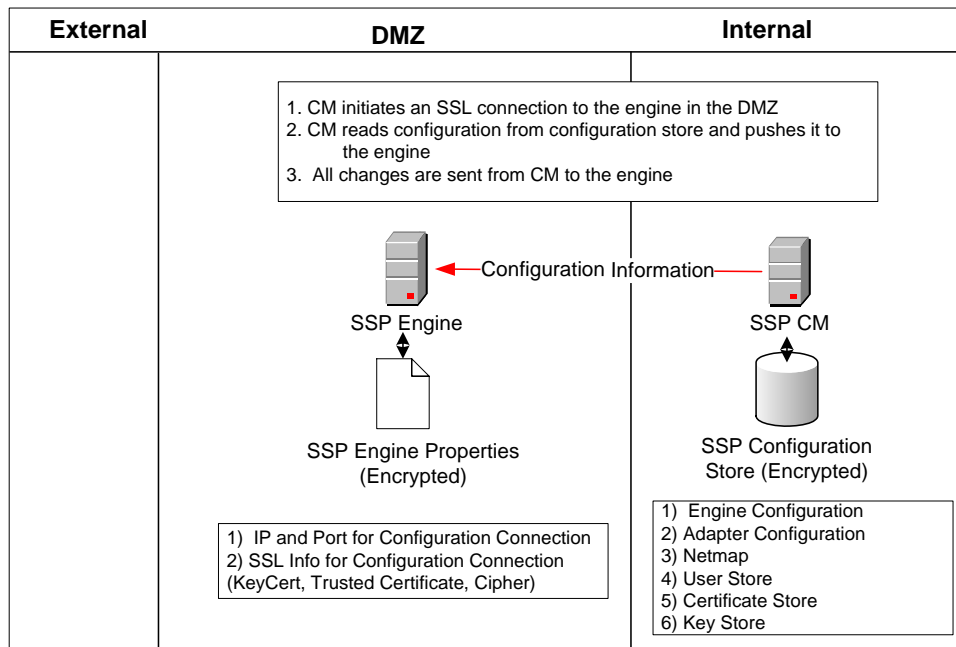 External
DMZ
Internal
1. CM initiates an SSL connection to the engine in the DMZ
2. CM reads configuration from configuration store and pushes it to
the engine
3. All changes are sent from CM to the engine
Configuration Information
SSP Engine
SSP CM
SSP Engine Properties
(Encrypted)
SSP Configuration
Store (Encrypted)
1) IP and Port for Configuration Connection
2) SSL Info for Configuration Connection
(KeyCert, Trusted Certificate, Cipher)
1) Engine Configuration
2) Adapter Configuration
3) Netmap
4) User Store
5) Certificate Store
6) Key Store